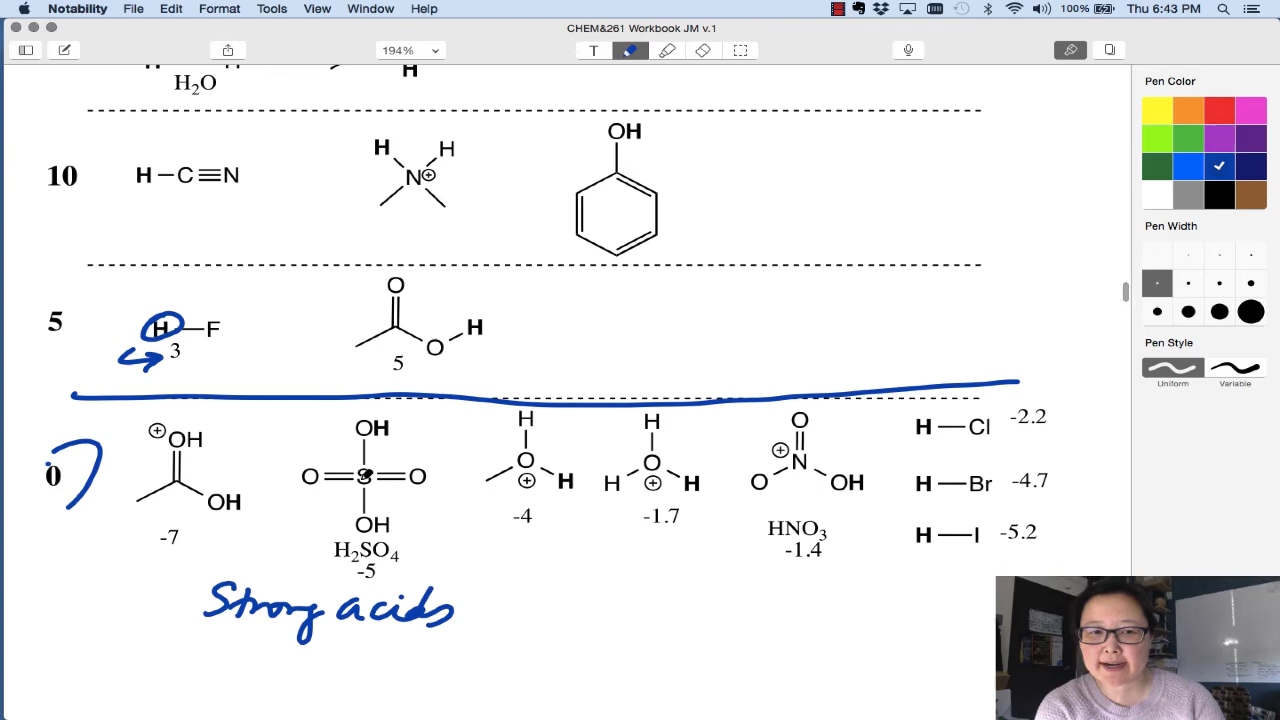 Notability File Edit Format Tools View Window Help 100% Thu 6:43 PM
CHEM&261 Workbook JM v.1
194% T
Pen Color
H H
H₂O
10 H C N H H N ⊕ OH
Pen Width
5 H F O O H
3 5
Pen Style
Uniform Variable
0 ⊕ OH OH
-7
OH O S O OH
H₂SO₄
-5
H O ⊕ H
-4
H H O ⊕ H
-1.7
O ⊕ N O OH
HNO₃
-1.4
H Cl -2.2
H Br -4.7
H I -5.2
Strong acids